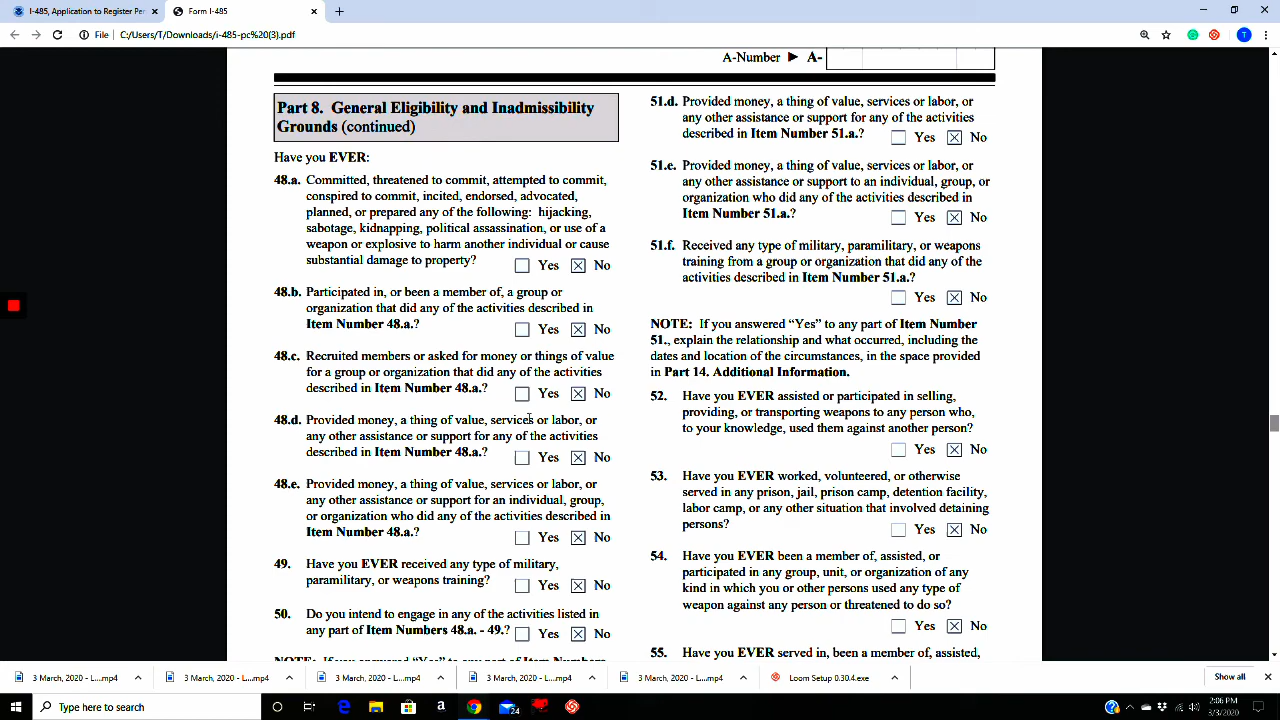 I-485, Application to Register Per
Form I-485
File
C:/Users/T/Downloads/i-485-pc%20(3).pdf
T
A-Number ► A-
Part 8. General Eligibility and Inadmissibility
Grounds (continued)
Have you EVER:
48.a. Committed, threatened to commit, attempted to commit,
conspired to commit, incited, endorsed, advocated,
planned, or prepared any of the following: hijacking,
sabotage, kidnapping, political assassination, or use of a
weapon or explosive to harm another individual or cause
substantial damage to property? Yes No
48.b. Participated in, or been a member of, a group or
organization that did any of the activities described in
Item Number 48.a.? Yes No
48.c. Recruited members or asked for money or things of value
for a group or organization that did any of the activities
described in Item Number 48.a.? Yes No
48.d. Provided money, a thing of value, services or labor, or
any other assistance or support for any of the activities
described in Item Number 48.a.? Yes No
48.e. Provided money, a thing of value, services or labor, or
any other assistance or support for an individual, group,
or organization who did any of the activities described in
Item Number 48.a.? Yes No
49. Have you EVER received any type of military,
paramilitary, or weapons training? Yes No
50. Do you intend to engage in any of the activities listed in
any part of Item Numbers 48.a. - 49.? Yes No
NOTE: If you answered "Yes" to any part of Item Numbers
51.d. Provided money, a thing of value, services or labor, or
any other assistance or support for any of the activities
described in Item Number 51.a.? Yes No
51.e. Provided money, a thing of value, services or labor, or
any other assistance or support to an individual, group, or
organization who did any of the activities described in
Item Number 51.a.? Yes No
51.f. Received any type of military, paramilitary, or weapons
training from a group or organization that did any of the
activities described in Item Number 51.a.?
Yes No
NOTE: If you answered "Yes" to any part of Item Number
51., explain the relationship and what occurred, including the
dates and location of the circumstances, in the space provided
in Part 14. Additional Information.
52. Have you EVER assisted or participated in selling,
providing, or transporting weapons to any person who,
to your knowledge, used them against another person?
Yes No
53. Have you EVER worked, volunteered, or otherwise
served in any prison, jail, prison camp, detention facility,
labor camp, or any other situation that involved detaining
persons? Yes No
54. Have you EVER been a member of, assisted, or
participated in any group, unit, or organization of any
kind in which you or other persons used any type of
weapon against any person or threatened to do so?
Yes No
55. Have you EVER served in, been a member of, assisted,
3 March, 2020 - L....mp4
3 March, 2020 - L....mp4
3 March, 2020 - L....mp4
3 March, 2020 - L....mp4
3 March, 2020 - L....mp4
Loom Setup 0.30.4.exe
Show all
Type here to search
24
2:06 PM
3/3/2020